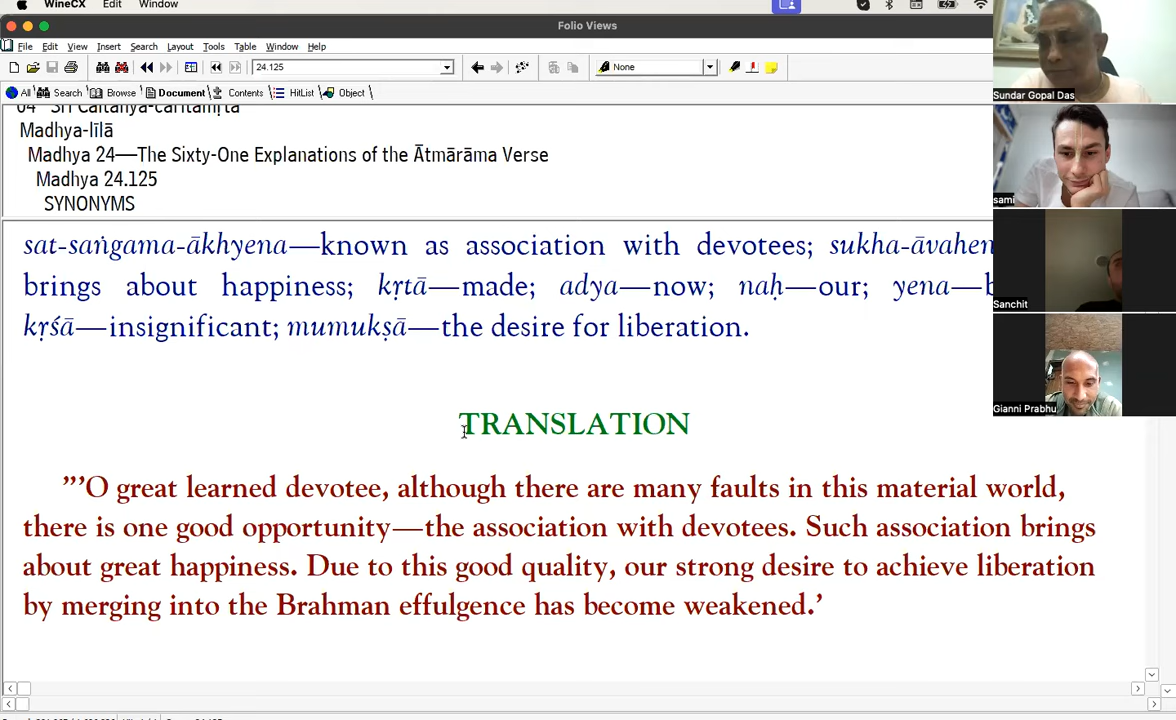 WineCX Edit Window
Folio Views
File Edit View Insert Search Layout Tools Table Window Help
24.125 None
All Search Browse Document Contents HitList Object
04 Śrī Caitanya-caritāmṛta
Madhya-līlā
Madhya 24—The Sixty-One Explanations of the Ātmārāma Verse
Madhya 24.125
SYNONYMS
sat-saṅgama-ākhyena—known as association with devotees; sukha-āvahen
brings about happiness; kṛtā—made; adya—now; naḥ—our; yena—b
kṛśā—insignificant; mumukṣā—the desire for liberation.
TRANSLATION
"'O great learned devotee, although there are many faults in this material world,
there is one good opportunity—the association with devotees. Such association brings
about great happiness. Due to this good quality, our strong desire to achieve liberation
by merging into the Brahman effulgence has become weakened.'
Sundar Gopal Das
sami
Sanchit
Gianni Prabhu